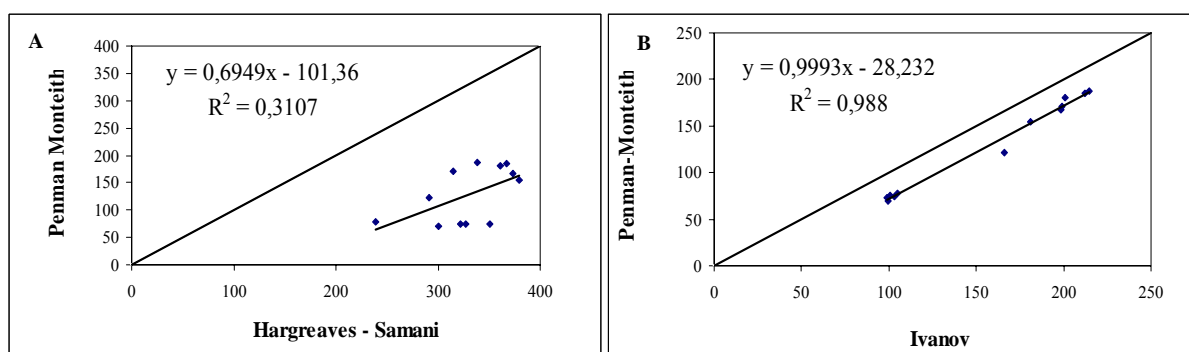 A
Penman Monteith
y = 0,6949x - 101,36
R² = 0,3107
400
350
300
250
200
150
100
50
0
0 100 200 300 400
Hargreaves - Samani
B
Penman-Monteith
y = 0,9993x - 28,232
R² = 0,988
250
200
150
100
50
0
0 50 100 150 200 250
Ivanov